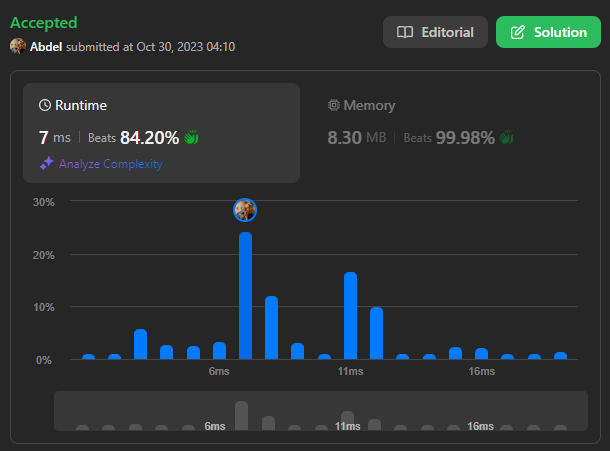 Accepted
Abdel submitted at Oct 30, 2023 04:10
Editorial
Solution
Runtime
7 ms Beats 84.20%
Analyze Complexity
Memory
8.30 MB Beats 99.98%
30%
20%
10%
0%
6ms 11ms 16ms
6ms 11ms 16ms